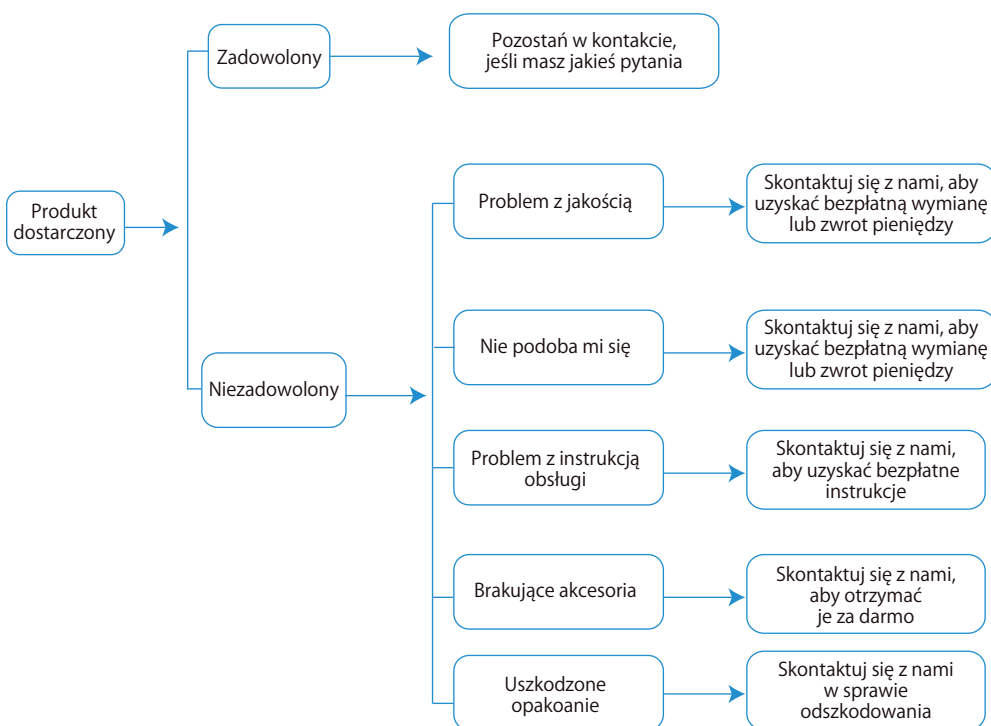 Produkt
dostarczony
Zadowolony
Pozostań w kontakcie,
jeśli masz jakieś pytania
Niezadowolony
Problem z jakością
Skontaktuj się z nami, aby
uzyskać bezpłatną wymianę
lub zwrot pieniędzy
Nie podoba mi się
Skontaktuj się z nami, aby
uzyskać bezpłatną wymianę
lub zwrot pieniędzy
Problem z instrukcją
obsługi
Skontaktuj się z nami,
aby uzyskać bezpłatne
instrukcje
Brakujące akcesoria
Skontaktuj się z nami,
aby otrzymać
je za darmo
Uszkodzone
opakoanie
Skontaktuj się z nami
w sprawie
odszkodowania